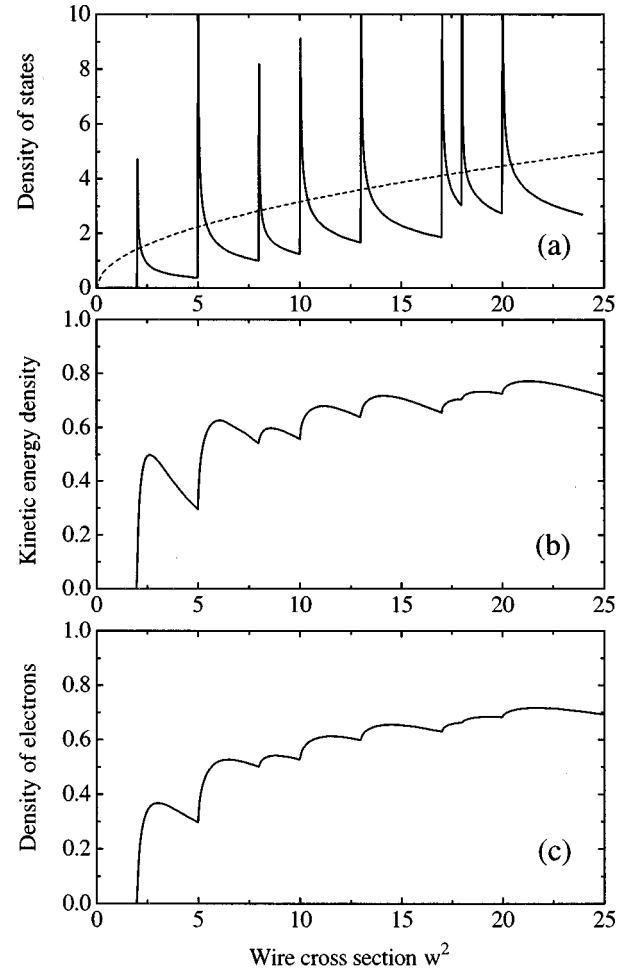 10
8
6
4
2
0
Density of states
(a)
0 5 10 15 20 25
1.0
0.8
0.6
0.4
0.2
0.0
Kinetic energy density
(b)
0 5 10 15 20 25
1.0
0.8
0.6
0.4
0.2
0.0
Density of electrons
(c)
0 5 10 15 20 25
Wire cross section w²